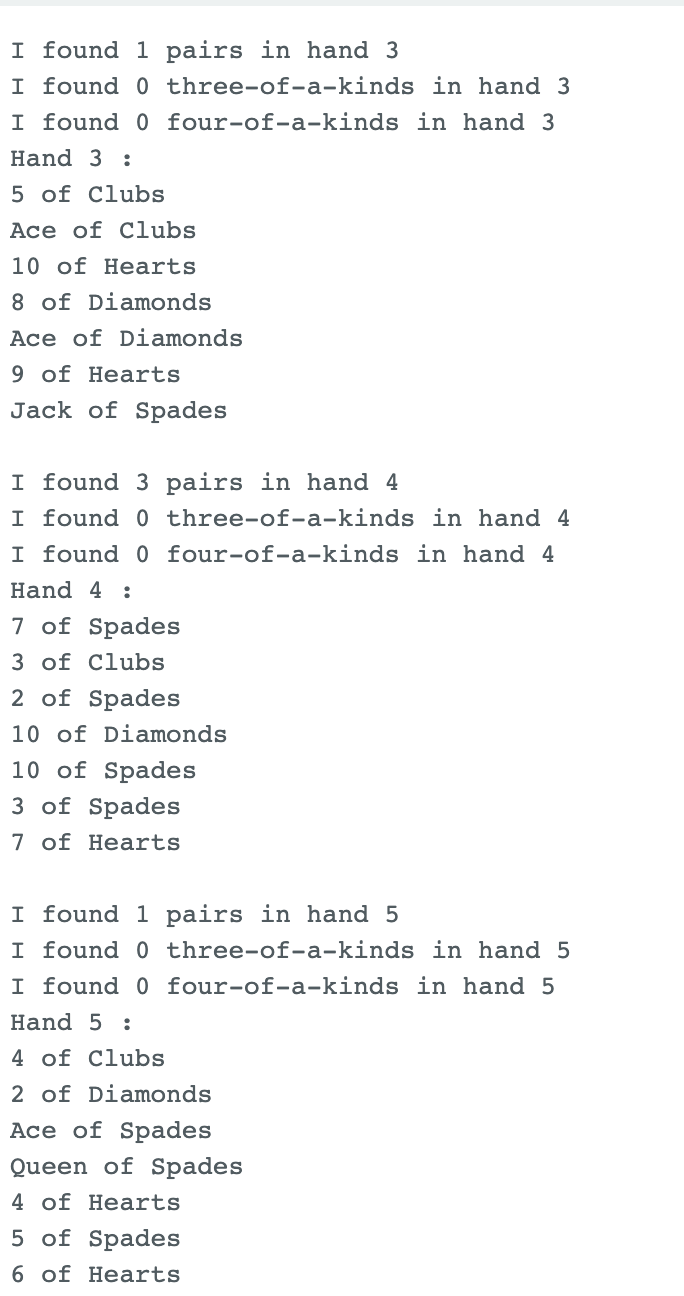 I found 1 pairs in hand 3
I found 0 three-of-a-kinds in hand 3
I found 0 four-of-a-kinds in hand 3
Hand 3 :
5 of Clubs
Ace of Clubs
10 of Hearts
8 of Diamonds
Ace of Diamonds
9 of Hearts
Jack of Spades

I found 3 pairs in hand 4
I found 0 three-of-a-kinds in hand 4
I found 0 four-of-a-kinds in hand 4
Hand 4 :
7 of Spades
3 of Clubs
2 of Spades
10 of Diamonds
10 of Spades
3 of Spades
7 of Hearts

I found 1 pairs in hand 5
I found 0 three-of-a-kinds in hand 5
I found 0 four-of-a-kinds in hand 5
Hand 5 :
4 of Clubs
2 of Diamonds
Ace of Spades
Queen of Spades
4 of Hearts
5 of Spades
6 of Hearts